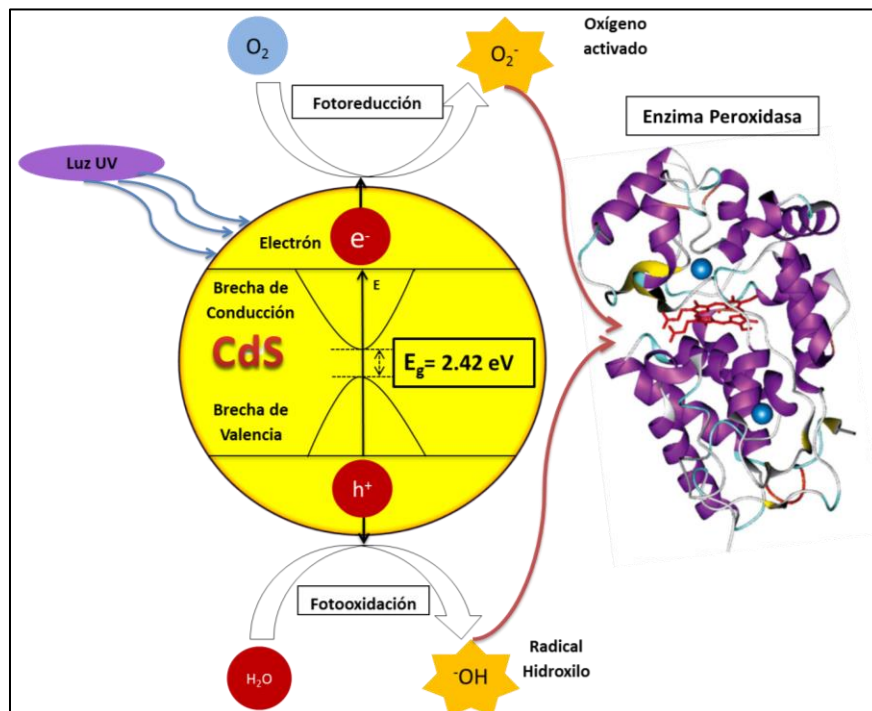 O₂
O₂⁻
Oxígeno
activado
Fotoreducción
Enzima Peroxidasa
Luz UV
Electrón
e⁻
Brecha de
Conducción
E
CdS
E_g= 2.42 eV
Brecha de
Valencia
h⁺
Fotooxidación
H₂O
⁻OH
Radical
Hidroxilo